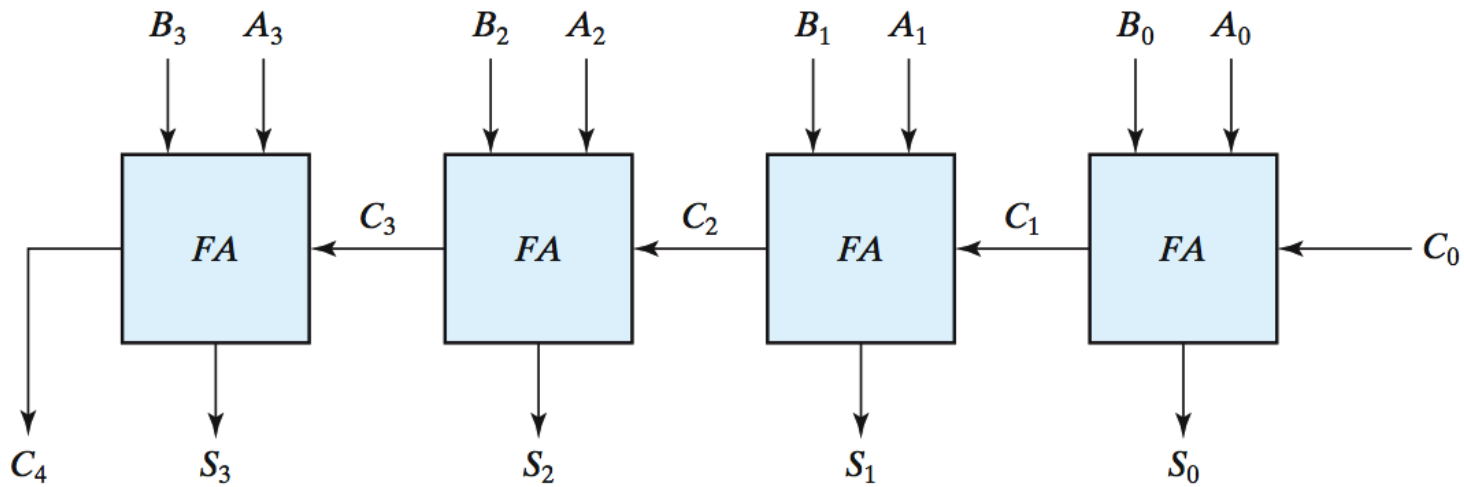 B₃ A₃ B₂ A₂ B₁ A₁ B₀ A₀
FA C₃ FA C₂ FA C₁ FA C₀
C₄ S₃ S₂ S₁ S₀